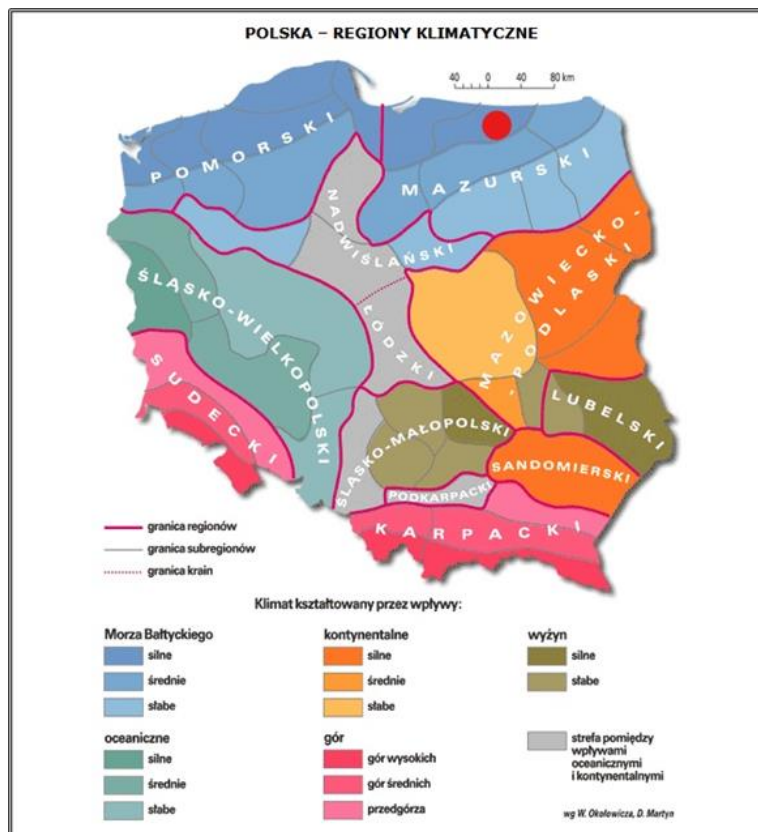 POLSKA – REGIONY KLIMATYCZNE
40 0 40 80 km
POMORSKI
MAZURSKI
NADWIŚLAŃSKI
MAZOWIECKO-
-PODLASKI
ŚLĄSKO-WIELKOPOLSKI
ŁÓDZKI
SUDECKI
LUBELSKI
ŚLĄSKO-MAŁOPOLSKI
SANDOMIERSKI
PODKARPACKI
KARPACKI
granica regionów
granica subregionów
granica krain
Klimat kształtowany przez wpływy:
Morza Bałtyckiego
silne
średnie
słabe
kontynentalne
silne
średnie
słabe
wyżyn
silne
słabe
oceaniczne
silne
średnie
słabe
gór
gór wysokich
gór średnich
przedgórza
strefa pomiędzy
wpływami
oceanicznymi
i kontynentalnymi
wg W. Okołowicza, D. Martyn